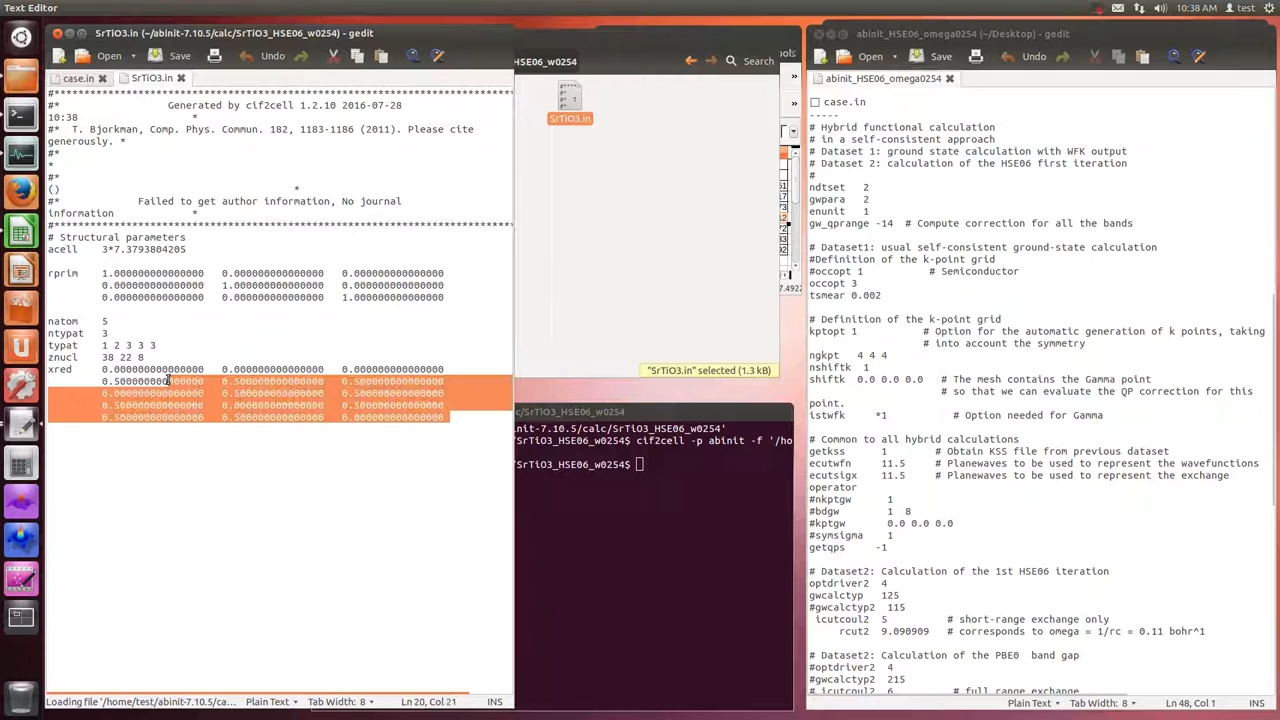 Text Editor
10:38 AM
test
SrTiO3.in (~/abinit-7.10.5/calc/SrTiO3_HSE06_w0254) - gedit
Open
Save
Undo
case.in
SrTiO3.in
#*
Generated by cif2cell 1.2.10 2016-07-28
10:38 *
#* T. Bjorkman, Comp. Phys. Commun. 182, 1183-1186 (2011). Please cite
generously. *
#*
*
#*
() *
#* Failed to get author information, No journal
information *
# Structural parameters
acell 3*7.3793804205
rprim 1.000000000000000 0.000000000000000 0.000000000000000
0.000000000000000 1.000000000000000 0.000000000000000
0.000000000000000 1.000000000000000
natom 5
ntypat 3
typat 1 2 3 3 3
znucl 38 22 8
xred 0.000000000000000 0.000000000000000 0.000000000000000
0.500000000000000 0.500000000000000 0.500000000000000
0.500000000000000 0.500000000000000
0.500000000000000 0.000000000000000 0.500000000000000
0.500000000000000 0.500000000000000 0.000000000000000
Loading file '/home/test/abinit-7.10.5/ca...
Plain Text
Tab Width: 8
Ln 20, Col 21
INS
HSE06_w0254
Search
SrTiO3.in
"SrTiO3.in" selected (1.3 kB)
7.4922
c/SrTiO3_HSE06_w0254
nit-7.10.5/calc/SrTiO3_HSE06_w0254'
SrTiO3_HSE06_w0254$ cif2cell -p abinit -f '/ho
SrTiO3_HSE06_w0254$
abinit_HSE06_omega0254 (~/Desktop) - gedit
Open
Save
Undo
abinit_HSE06_omega0254
case.in
-----
# Hybrid functional calculation
# in a self-consistent approach
# Dataset 1: ground state calculation with WFK output
# Dataset 2: calculation of the HSE06 first iteration
#
ndtset 2
gwpara 2
enunit 1
gw_qprange -14 # Compute correction for all the bands
# Dataset1: usual self-consistent ground-state calculation
#Definition of the k-point grid
#occopt 1 # Semiconductor
occopt 3
tsmear 0.002
# Definition of the k-point grid
kptopt 1 # Option for the automatic generation of k points, taking
# into account the symmetry
ngkpt 4 4 4
nshiftk 1
shiftk 0.0 0.0 0.0 # The mesh contains the Gamma point
# so that we can evaluate the QP correction for this
point.
istwfk *1 # Option needed for Gamma
# Common to all hybrid calculations
getkss 1 # Obtain KSS file from previous dataset
ecutwfn 11.5 # Planewaves to be used to represent the wavefunctions
ecutsigx 11.5 # Planewaves to be used to represent the exchange
operator
#nkptgw 1
#bdgw 1 8
#kptgw 0.0 0.0 0.0
#symsigma 1
getqps -1
# Dataset2: Calculation of the 1st HSE06 iteration
optdriver2 4
gwcalctyp 125
#gwcalctyp2 115
icutcoul2 5 # short-range exchange only
rcut2 9.090909 # corresponds to omega = 1/rc = 0.11 bohr^1
# Dataset2: Calculation of the PBE0 band gap
#optdriver2 4
#gwcalctyp2 215
# icutcoul2 6 # full range exchange
Plain Text
Tab Width: 8
Ln 48, Col 1
INS